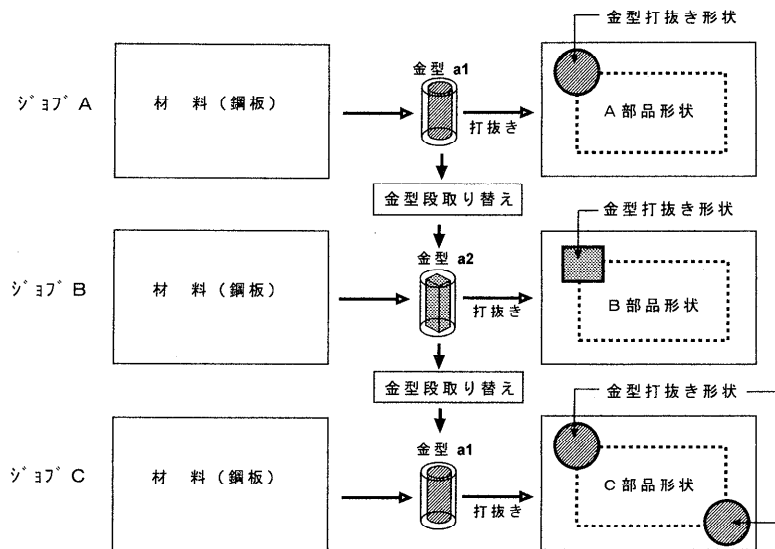 金型打抜き形状
金型 a1
ｼﾞｮﾌﾞ A
材 料（鋼板）
打抜き
A部品形状
金型段取り替え
金型打抜き形状
金型 a2
ｼﾞｮﾌﾞ B
材 料（鋼板）
打抜き
B部品形状
金型段取り替え
金型打抜き形状
金型 a1
ｼﾞｮﾌﾞ C
材 料（鋼板）
打抜き
C部品形状